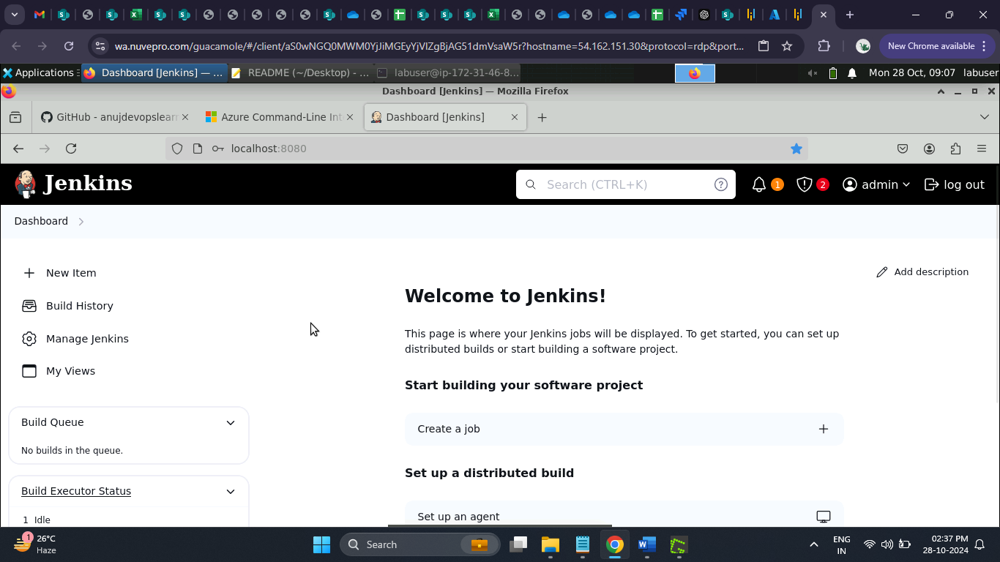 wa.nuvepro.com/guacamole/#/client/aS0wNGQ0MWM0YjJiMGEyYjVlZgBjAG51dmVsaW5r?hostname=54.162.151.30&protocol=rdp&port...
New Chrome available
Applications
Dashboard [Jenkins] — ...
README (~/Desktop) - ...
labuser@ip-172-31-46-8...
Mon 28 Oct, 09:07
labuser
Dashboard [Jenkins] — Mozilla Firefox
GitHub - anujdevopslearn
Azure Command-Line Int
Dashboard [Jenkins]
localhost:8080
Jenkins
Search (CTRL+K)
1
2
admin
log out
Dashboard
New Item
Build History
Manage Jenkins
My Views
Build Queue
No builds in the queue.
Build Executor Status
1 Idle
Add description
Welcome to Jenkins!
This page is where your Jenkins jobs will be displayed. To get started, you can set up
distributed builds or start building a software project.
Start building your software project
Create a job
Set up a distributed build
Set up an agent
1
26°C
Haze
Search
ENG
IN
02:37 PM
28-10-2024